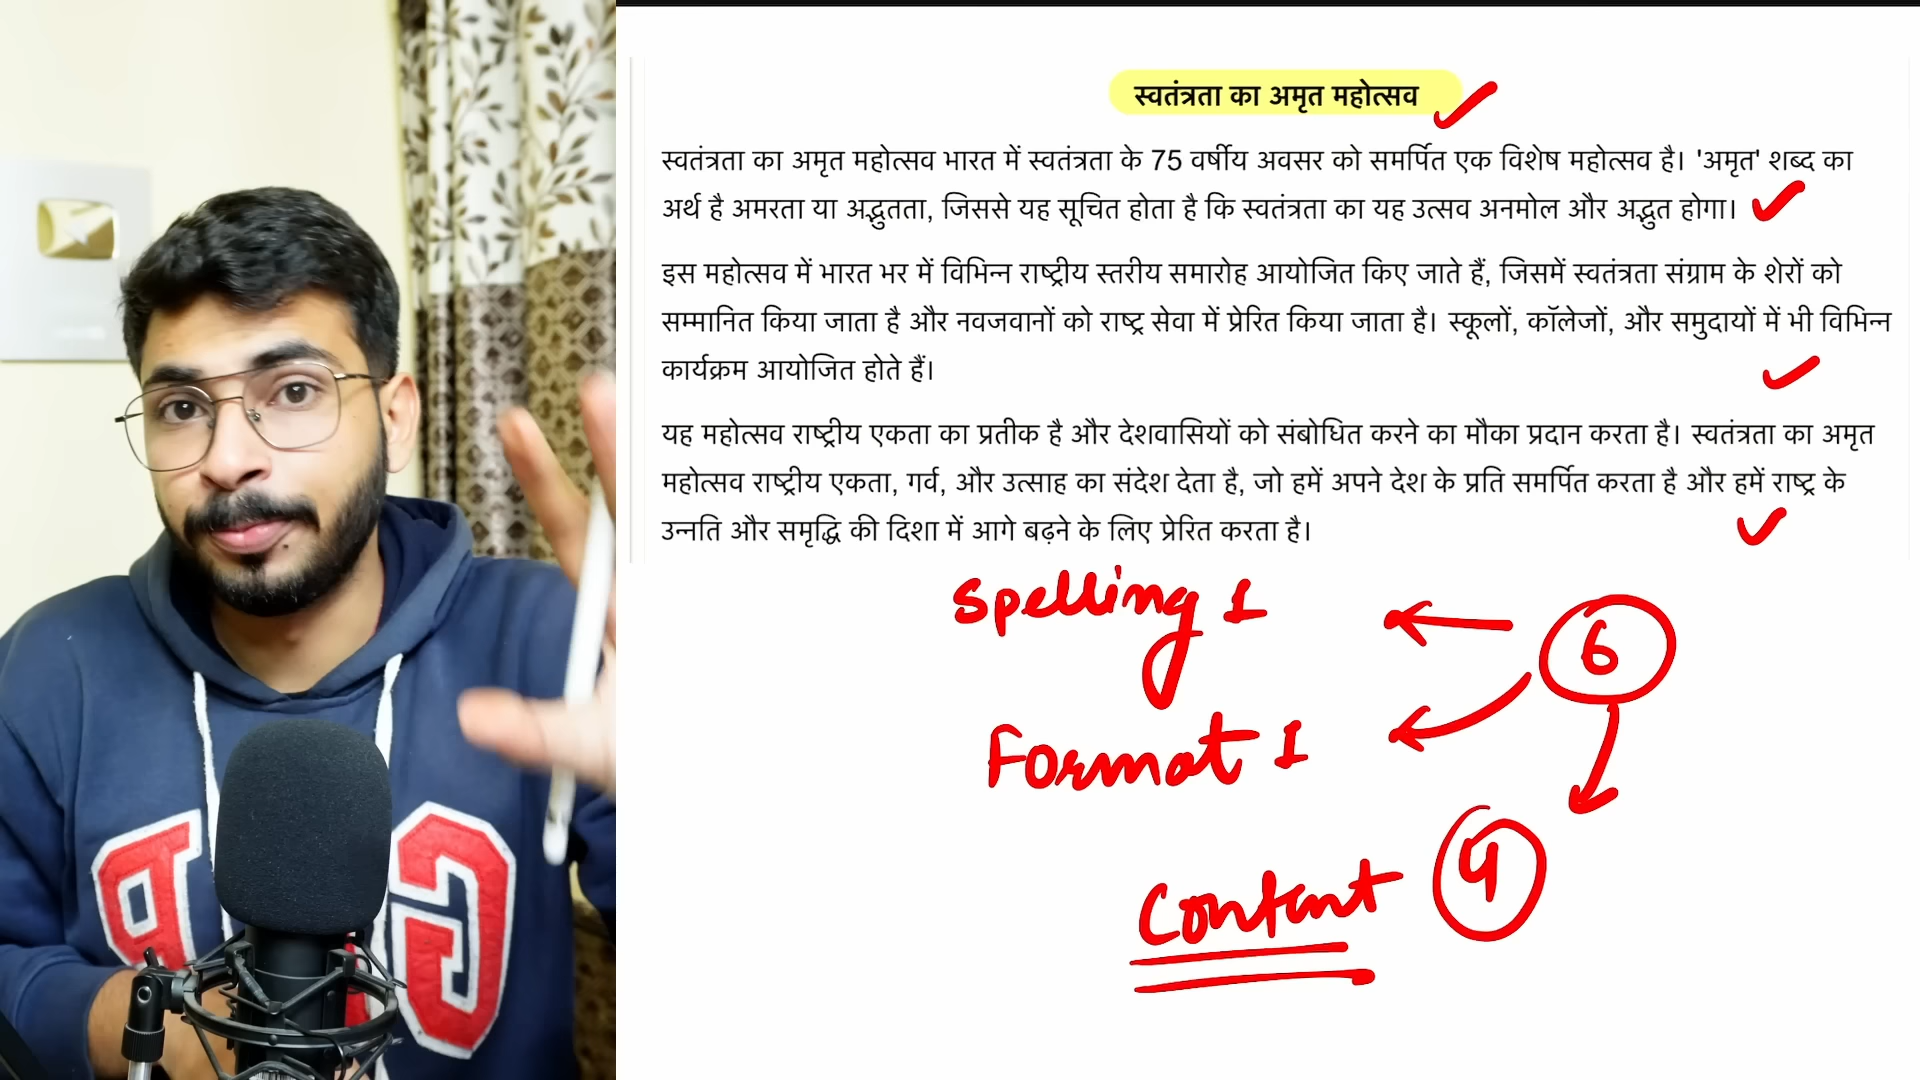 स्वतंत्रता का अमृत महोत्सव
स्वतंत्रता का अमृत महोत्सव भारत में स्वतंत्रता के 75 वर्षीय अवसर को समर्पित एक विशेष महोत्सव है। 'अमृत' शब्द का
अर्थ है अमरता या अद्भुतता, जिससे यह सूचित होता है कि स्वतंत्रता का यह उत्सव अनमोल और अद्भुत होगा।
इस महोत्सव में भारत भर में विभिन्न राष्ट्रीय स्तरीय समारोह आयोजित किए जाते हैं, जिसमें स्वतंत्रता संग्राम के शेरों को
सम्मानित किया जाता है और नवजवानों को राष्ट्र सेवा में प्रेरित किया जाता है। स्कूलों, कॉलेजों, और समुदायों में भी विभिन्न
कार्यक्रम आयोजित होते हैं।
यह महोत्सव राष्ट्रीय एकता का प्रतीक है और देशवासियों को संबोधित करने का मौका प्रदान करता है। स्वतंत्रता का अमृत
महोत्सव राष्ट्रीय एकता, गर्व, और उत्साह का संदेश देता है, जो हमें अपने देश के प्रति समर्पित करता है और हमें राष्ट्र के
उन्नति और समृद्धि की दिशा में आगे बढ़ने के लिए प्रेरित करता है।
Spelling 1
6
Format 1
Content 4
P G